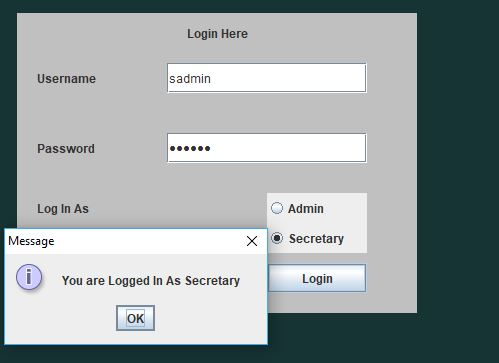 Login Here
Username
sadmin
Password
••••••
Log In As
Admin
Secretary
Message
You are Logged In As Secretary
OK
Login